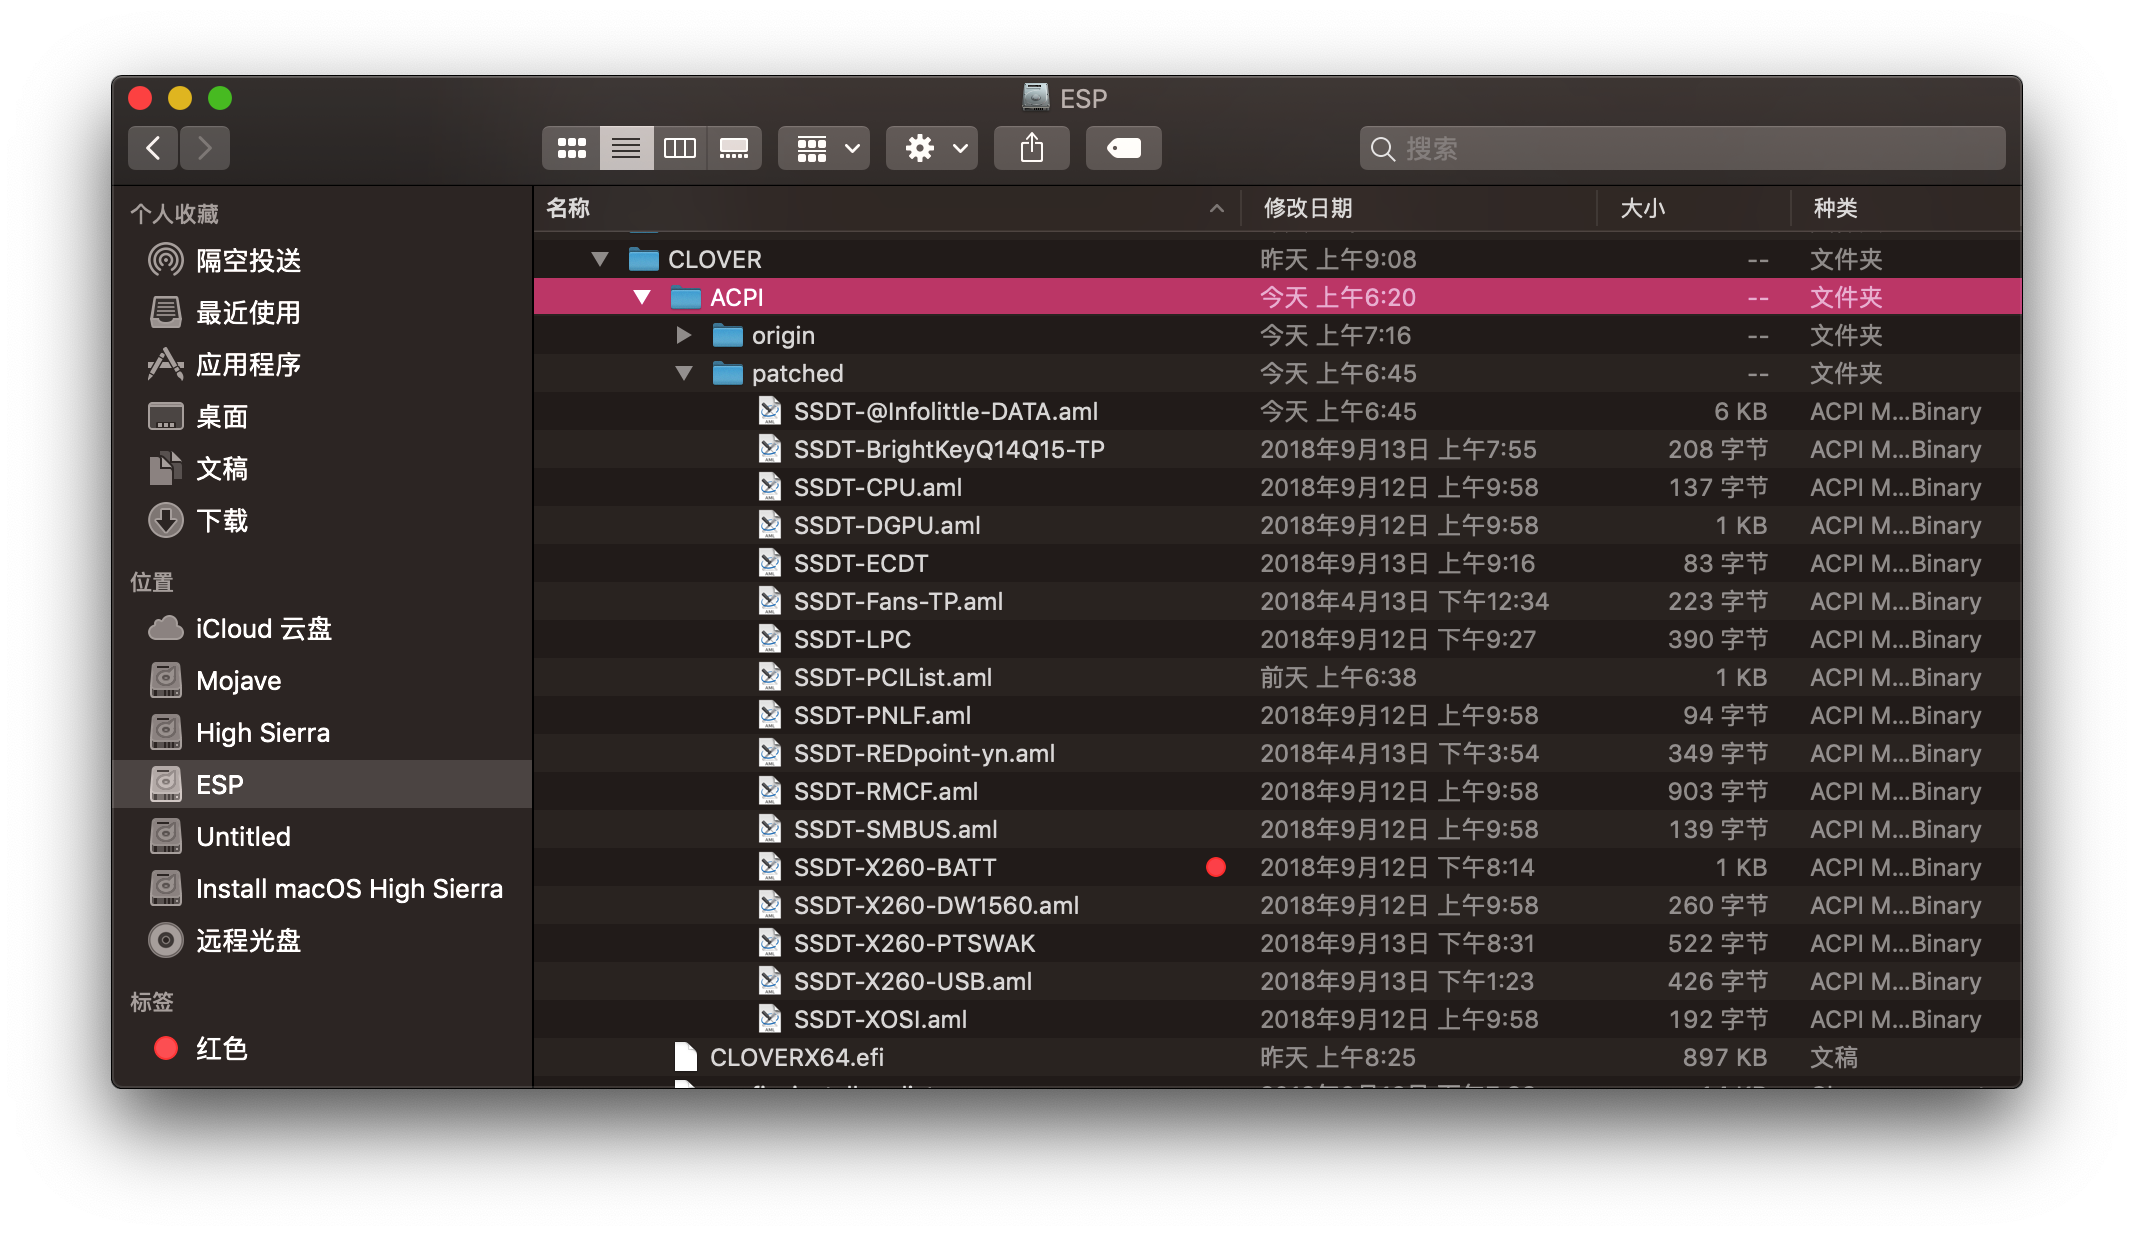 ESP
搜索
个人收藏
隔空投送
最近使用
应用程序
桌面
文稿
下载
位置
iCloud 云盘
Mojave
High Sierra
ESP
Untitled
Install macOS High Sierra
远程光盘
标签
红色
名称 修改日期 大小 种类
CLOVER 昨天 上午9:08 -- 文件夹
ACPI 今天 上午6:20 -- 文件夹
origin 今天 上午7:16 -- 文件夹
patched 今天 上午6:45 -- 文件夹
SSDT-@Infolittle-DATA.aml 今天 上午6:45 6 KB ACPI M...Binary
SSDT-BrightKeyQ14Q15-TP 2018年9月13日 上午7:55 208 字节 ACPI M...Binary
SSDT-CPU.aml 2018年9月12日 上午9:58 137 字节 ACPI M...Binary
SSDT-DGPU.aml 2018年9月12日 上午9:58 1 KB ACPI M...Binary
SSDT-ECDT 2018年9月13日 上午9:16 83 字节 ACPI M...Binary
SSDT-Fans-TP.aml 2018年4月13日 下午12:34 223 字节 ACPI M...Binary
SSDT-LPC 2018年9月12日 下午9:27 390 字节 ACPI M...Binary
SSDT-PCIList.aml 前天 上午6:38 1 KB ACPI M...Binary
SSDT-PNLF.aml 2018年9月12日 上午9:58 94 字节 ACPI M...Binary
SSDT-REDpoint-yn.aml 2018年4月13日 下午3:54 349 字节 ACPI M...Binary
SSDT-RMCF.aml 2018年9月12日 上午9:58 903 字节 ACPI M...Binary
SSDT-SMBUS.aml 2018年9月12日 上午9:58 139 字节 ACPI M...Binary
SSDT-X260-BATT 2018年9月12日 下午8:14 1 KB ACPI M...Binary
SSDT-X260-DW1560.aml 2018年9月12日 上午9:58 260 字节 ACPI M...Binary
SSDT-X260-PTSWAK 2018年9月13日 下午8:31 522 字节 ACPI M...Binary
SSDT-X260-USB.aml 2018年9月13日 下午1:23 426 字节 ACPI M...Binary
SSDT-XOSI.aml 2018年9月12日 上午9:58 192 字节 ACPI M...Binary
CLOVERX64.efi 昨天 上午8:25 897 KB 文稿